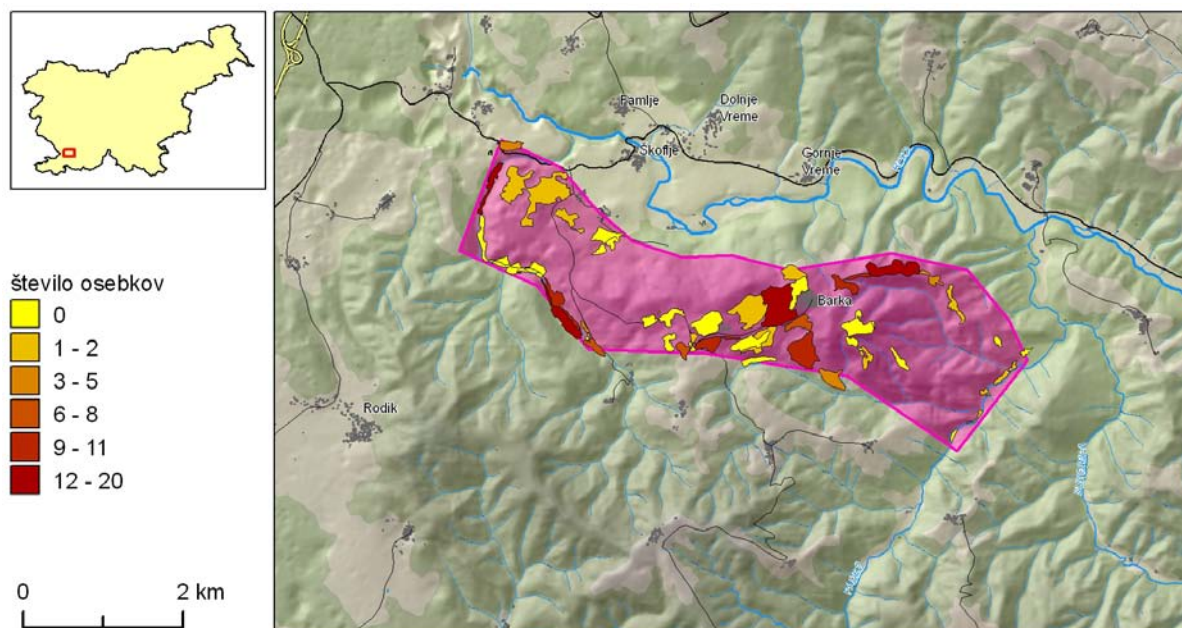 število osebkov
0
1 - 2
3 - 5
6 - 8
9 - 11
12 - 20
0
2 km
Famlje
Dolnje
Vreme
Škoflje
Gornje
Vreme
Barka
Rodik